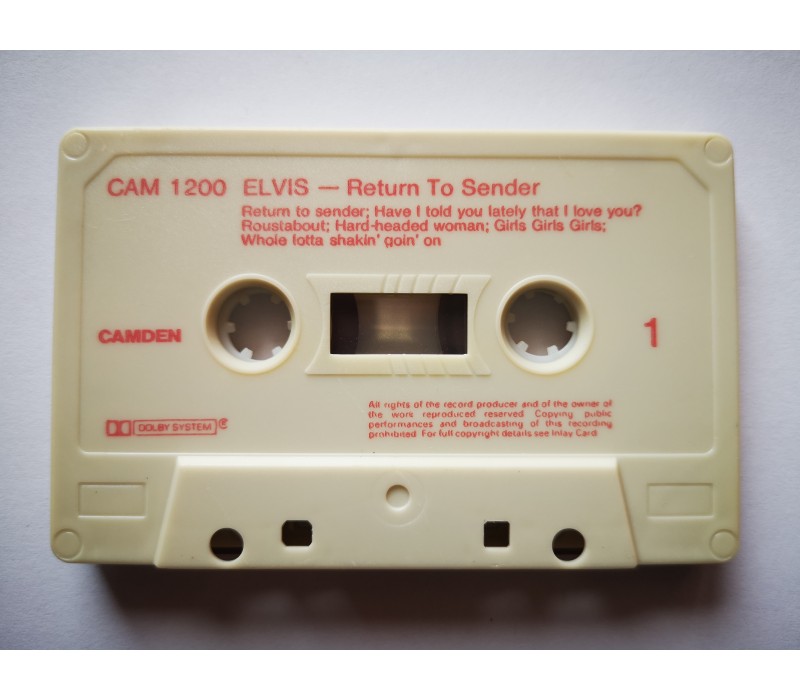 CAM 1200 ELVIS — Return To Sender
Return to sender; Have I told you lately that I love you?
Roustabout; Hard-headed woman; Girls Girls Girls;
Whole lotta shakin' goin' on
CAMDEN
1
DOLBY SYSTEM
All rights of the record producer and of the owner of
the work reproduced reserved Copying public
performances and broadcasting of this recording
prohibited For full copyright details see Inlay Card